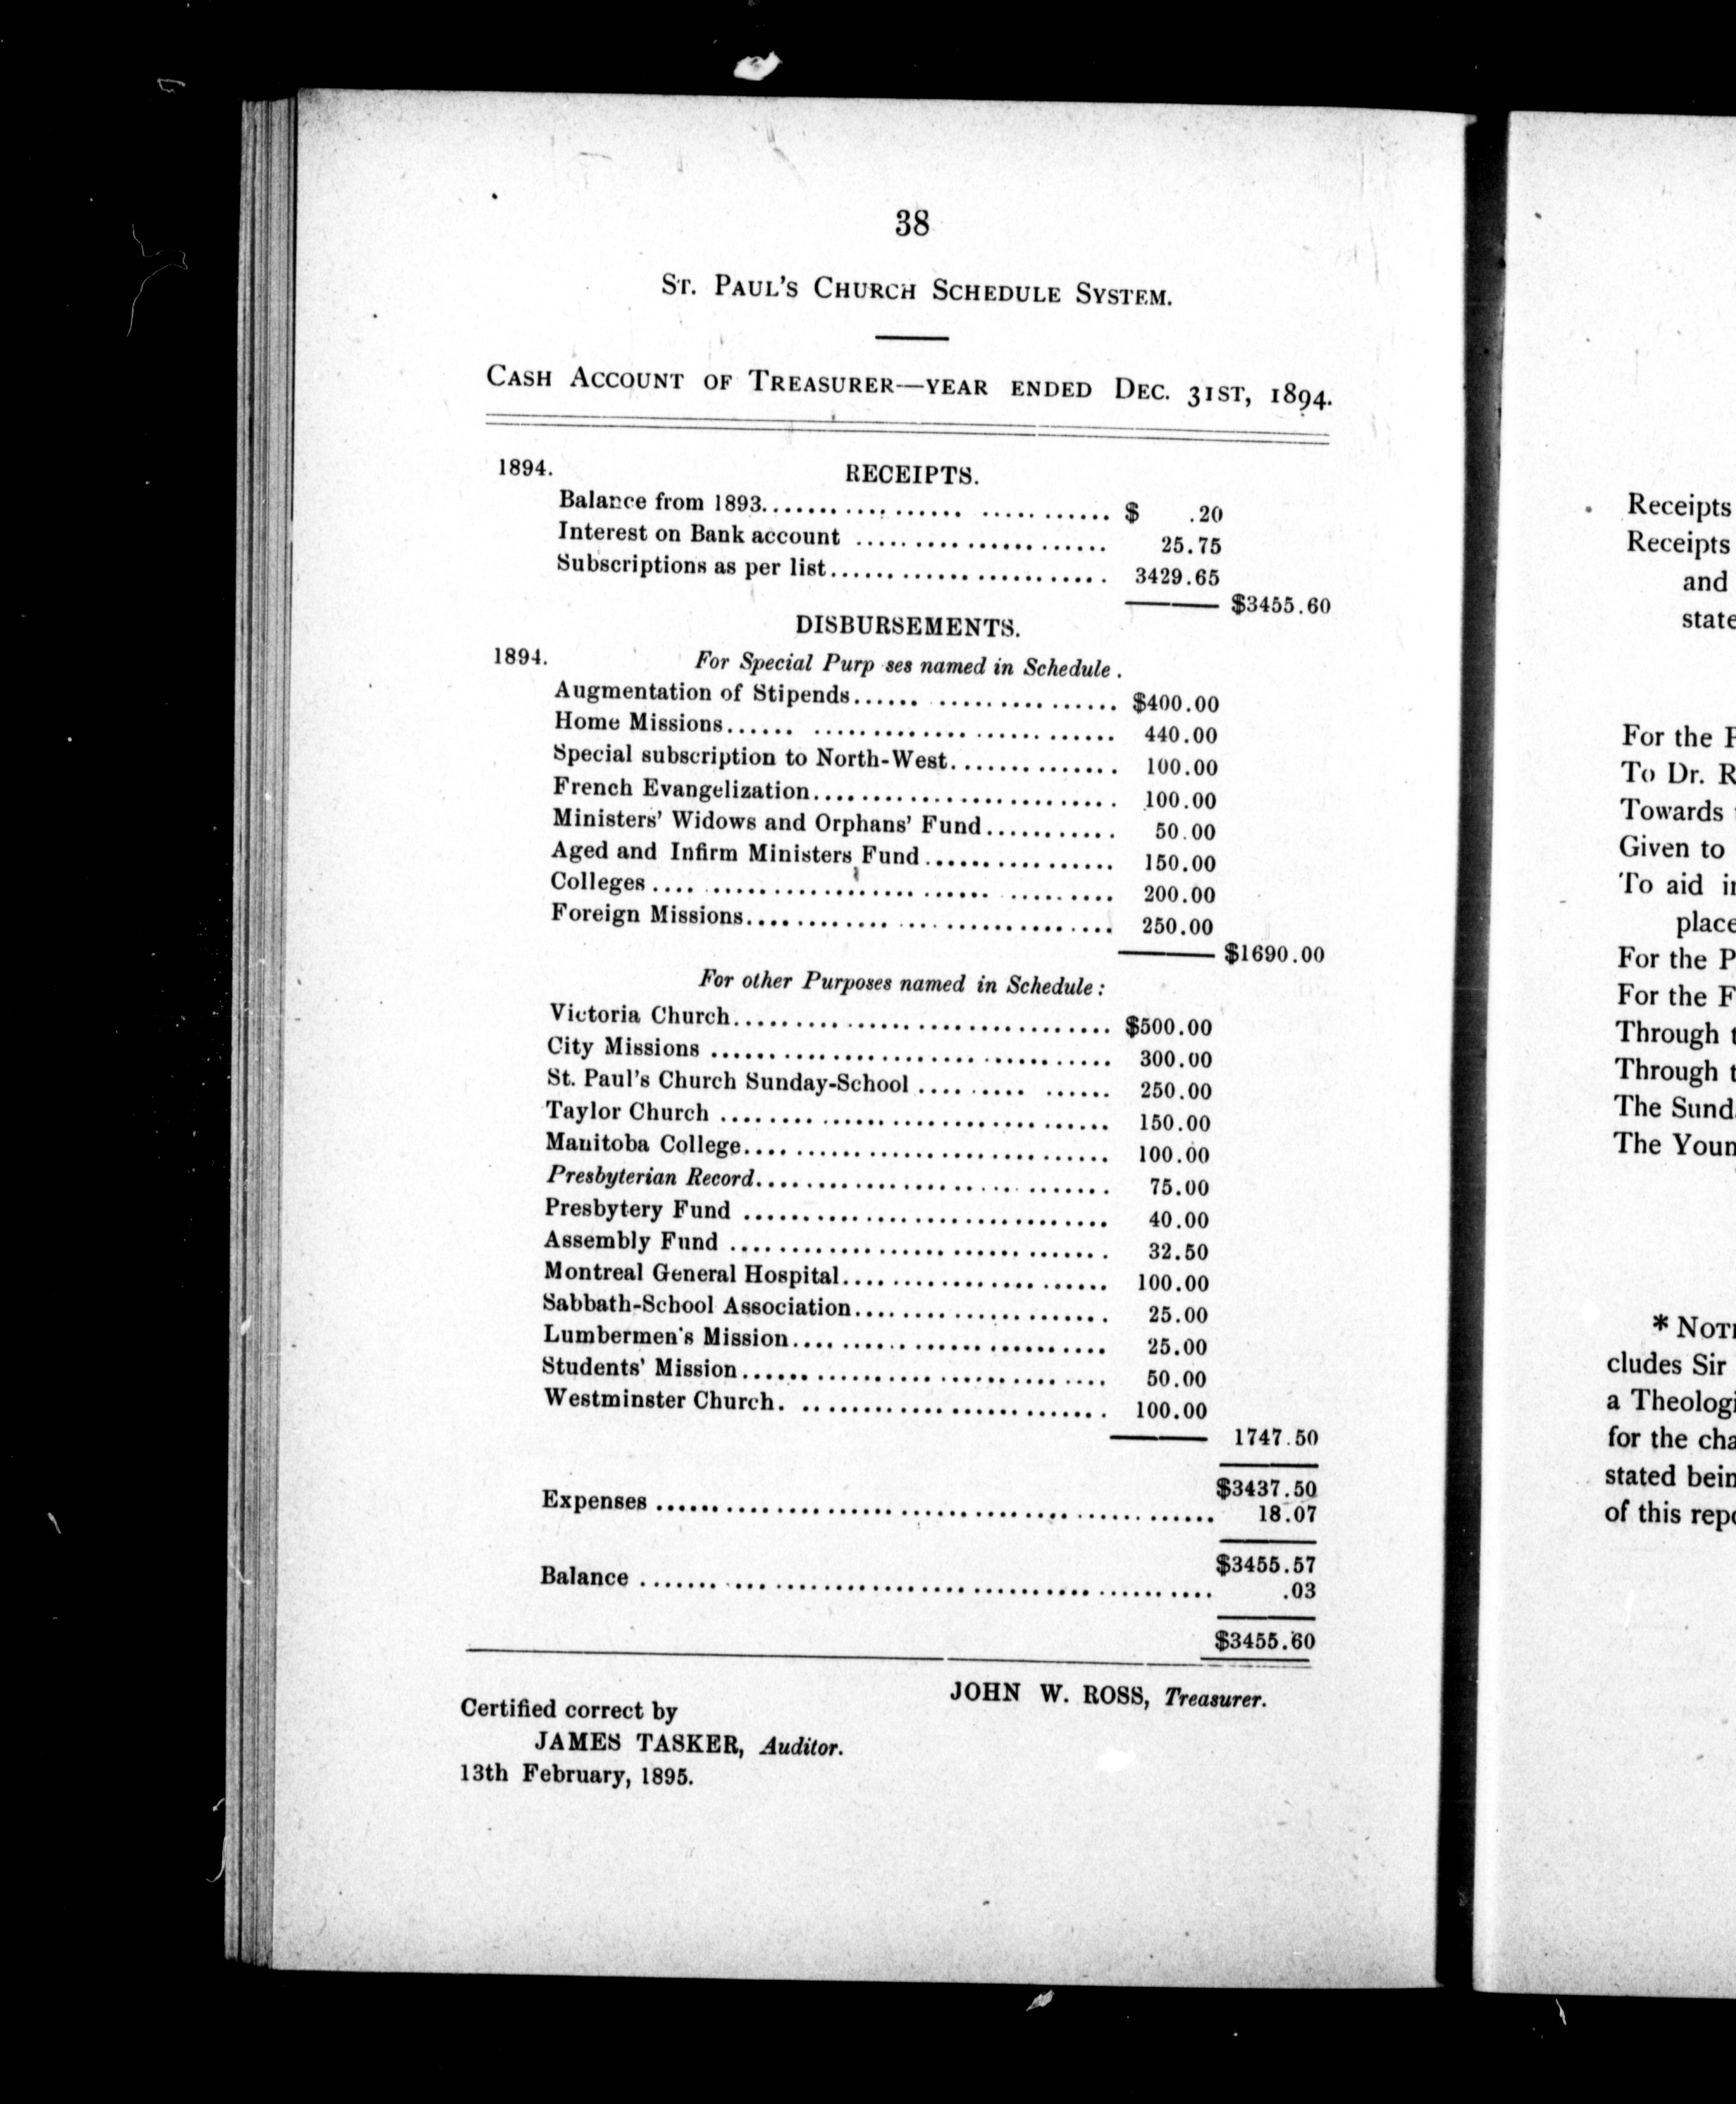 38
St. Paul's Church Schedule System.
Cash Account of Treasurer—year ended Dec. 31st, 1894.
1894. RECEIPTS.
Balance from 1893........................ $ .20
Interest on Bank account .................... 25.75
Subscriptions as per list...................... 3429.65
$3455.60
DISBURSEMENTS.
1894. For Special Purp ses named in Schedule.
Augmentation of Stipends..................... $400.00
Home Missions.............................. 440.00
Special subscription to North-West.............. 100.00
French Evangelization......................... 100.00
Ministers' Widows and Orphans' Fund........... 50.00
Aged and Infirm Ministers Fund................ 150.00
Colleges.................................... 200.00
Foreign Missions.............................. 250.00
$1690.00
For other Purposes named in Schedule:
Victoria Church............................... $500.00
City Missions ................................. 300.00
St. Paul's Church Sunday-School ............... 250.00
Taylor Church ................................ 150.00
Manitoba College.............................. 100.00
Presbyterian Record............................ 75.00
Presbytery Fund .............................. 40.00
Assembly Fund ............................... 32.50
Montreal General Hospital...................... 100.00
Sabbath-School Association..................... 25.00
Lumbermen's Mission.......................... 25.00
Students' Mission.............................. 50.00
Westminster Church........................... 100.00
1747.50
$3437.50
Expenses .............................................. 18.07
$3455.57
Balance ............................................... .03
$3455.60
JOHN W. ROSS, Treasurer.
Certified correct by
JAMES TASKER, Auditor.
13th February, 1895.
Receipts
Receipts
and
state
For the
To Dr. R
Towards
Given to
To aid
place
For the P
For the F
Through
Through
The Sund
The Youn
* NOT
cludes Sir
a Theolog
for the cha
stated bein
of this rep